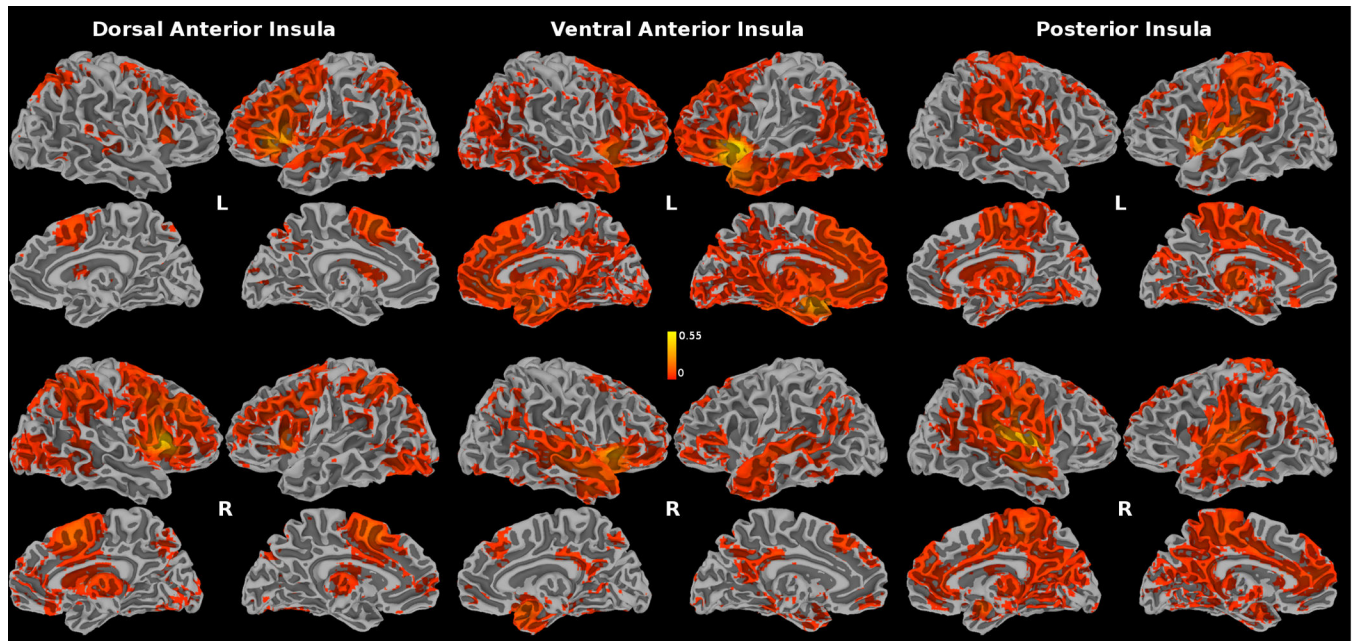 Dorsal Anterior Insula
Ventral Anterior Insula
Posterior Insula
L
L
L
0.55
0
R
R
R